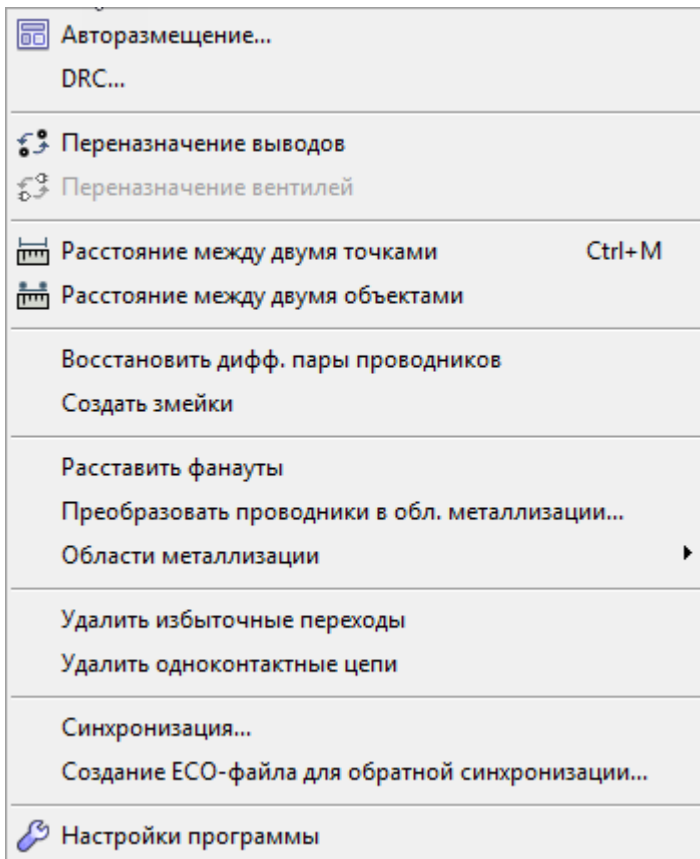 Авторазмещение...
DRC...
Переназначение выводов
Переназначение вентилей
Расстояние между двумя точками Ctrl+M
Расстояние между двумя объектами
Восстановить дифф. пары проводников
Создать змейки
Расставить фанауты
Преобразовать проводники в обл. металлизации...
Области металлизации
Удалить избыточные переходы
Удалить одноконтактные цепи
Синхронизация...
Создание ECO-файла для обратной синхронизации...
Настройки программы